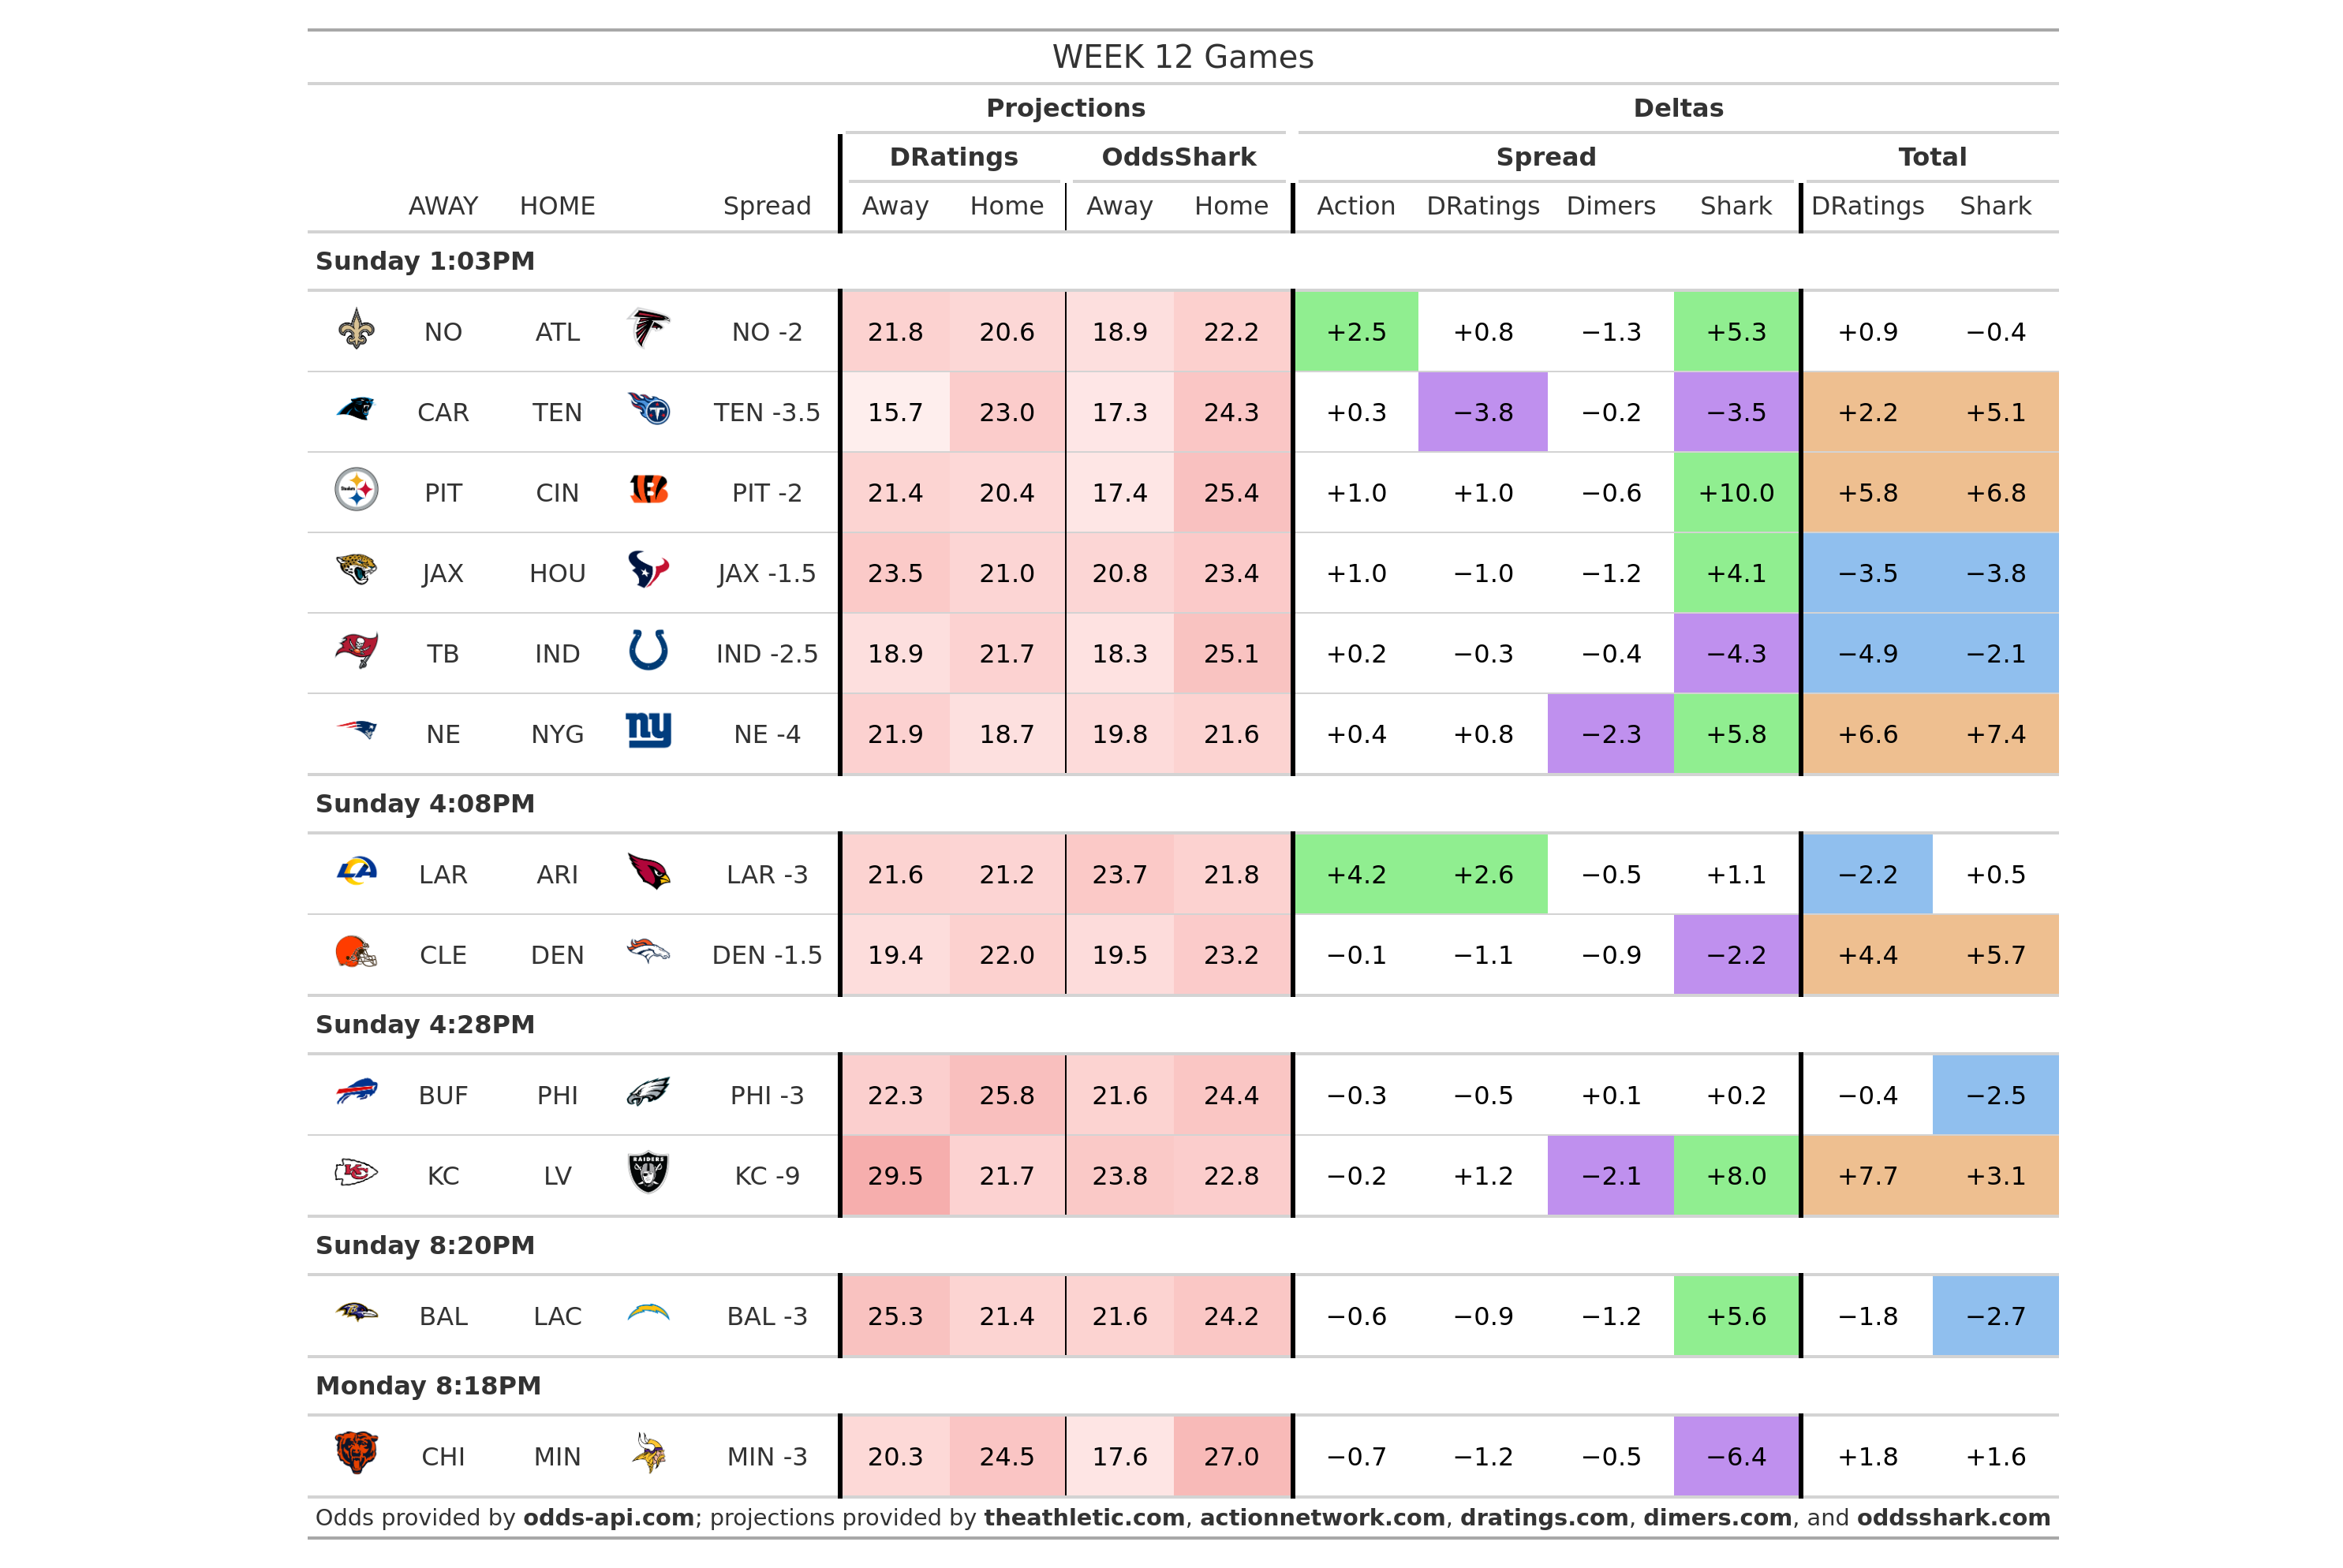 WEEK 12 Games
Projections Deltas
DRatings OddsShark Spread Total
AWAY HOME Spread Away Home Away Home Action DRatings Dimers Shark DRatings Shark
Sunday 1:03PM
NO ATL NO -2 21.8 20.6 18.9 22.2 +2.5 +0.8 −1.3 +5.3 +0.9 −0.4
CAR TEN TEN -3.5 15.7 23.0 17.3 24.3 +0.3 −3.8 −0.2 −3.5 +2.2 +5.1
PIT CIN PIT -2 21.4 20.4 17.4 25.4 +1.0 +1.0 −0.6 +10.0 +5.8 +6.8
JAX HOU JAX -1.5 23.5 21.0 20.8 23.4 +1.0 −1.0 −1.2 +4.1 −3.5 −3.8
TB IND IND -2.5 18.9 21.7 18.3 25.1 +0.2 −0.3 −0.4 −4.3 −4.9 −2.1
NE NYG ny NE -4 21.9 18.7 19.8 21.6 +0.4 +0.8 −2.3 +5.8 +6.6 +7.4
Sunday 4:08PM
LA LAR ARI LAR -3 21.6 21.2 23.7 21.8 +4.2 +2.6 −0.5 +1.1 −2.2 +0.5
CLE DEN DEN -1.5 19.4 22.0 19.5 23.2 −0.1 −1.1 −0.9 −2.2 +4.4 +5.7
Sunday 4:28PM
BUF PHI PHI -3 22.3 25.8 21.6 24.4 −0.3 −0.5 +0.1 +0.2 −0.4 −2.5
KC KC LV RAIDERS KC -9 29.5 21.7 23.8 22.8 −0.2 +1.2 −2.1 +8.0 +7.7 +3.1
Sunday 8:20PM
BAL LAC BAL -3 25.3 21.4 21.6 24.2 −0.6 −0.9 −1.2 +5.6 −1.8 −2.7
Monday 8:18PM
CHI MIN MIN -3 20.3 24.5 17.6 27.0 −0.7 −1.2 −0.5 −6.4 +1.8 +1.6
Odds provided by odds-api.com; projections provided by theathletic.com, actionnetwork.com, dratings.com, dimers.com, and oddsshark.com